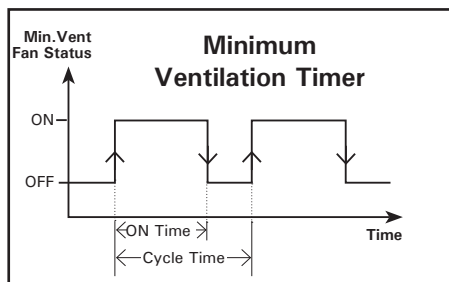 Min.Vent
Fan Status
Minimum
Ventilation Timer
ON
OFF
ON Time
Time
Cycle Time